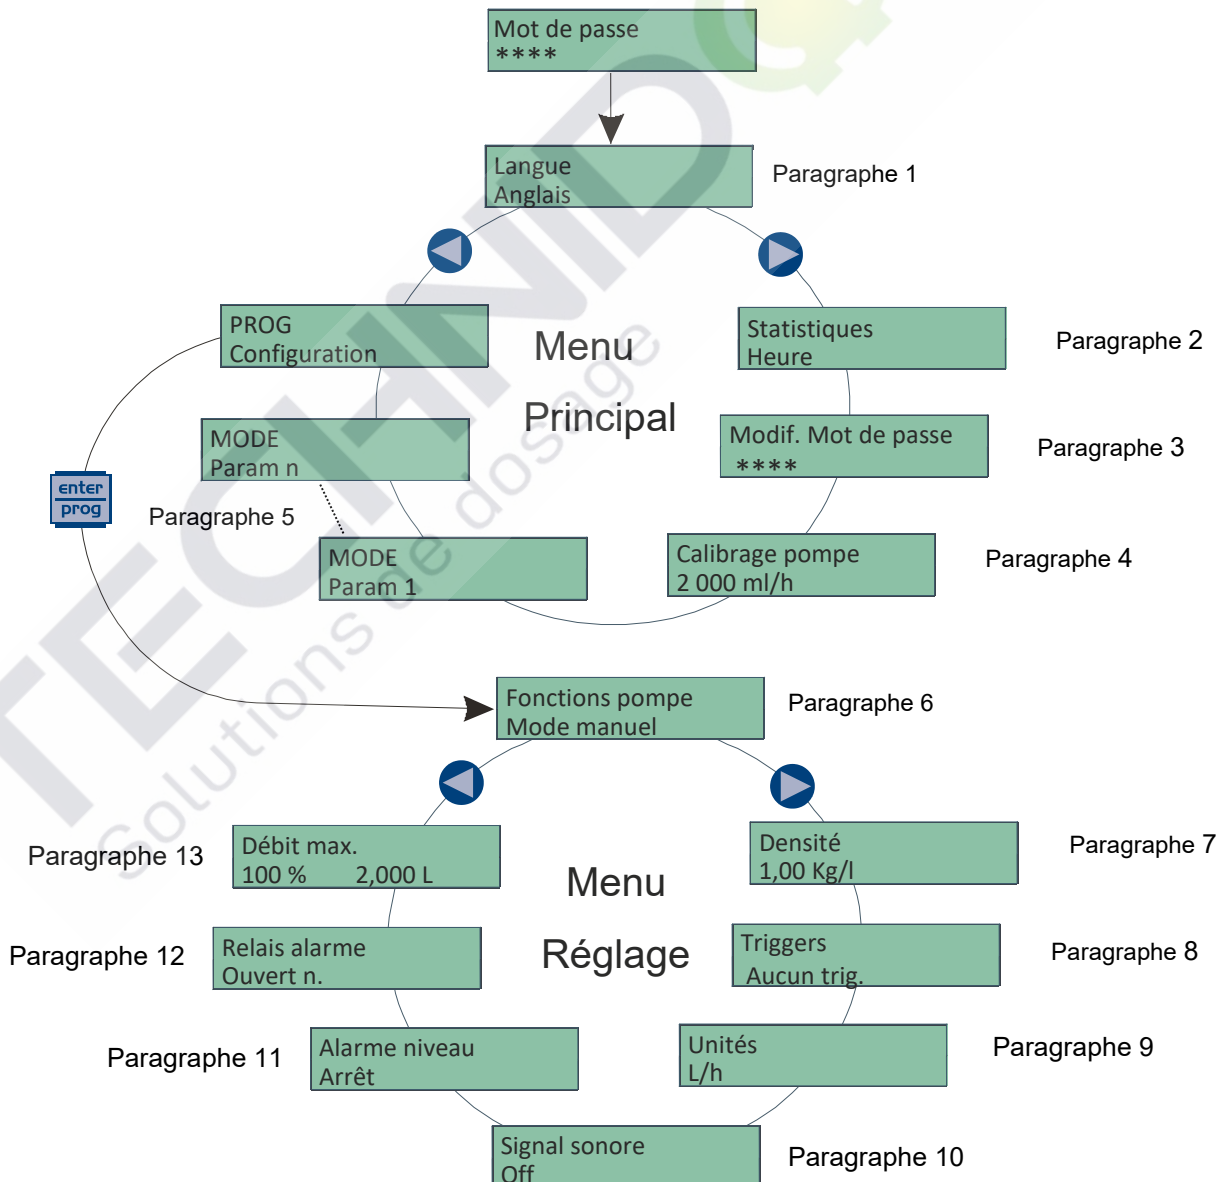 Mot de passe
****
Langue
Anglais
Paragraphe 1
PROG
Configuration
Menu
Principal
Statistiques
Heure
Paragraphe 2
MODE
Param n
Modif. Mot de passe
****
Paragraphe 3
enter
prog
Paragraphe 5
MODE
Param 1
Calibrage pompe
2 000 ml/h
Paragraphe 4
Fonctions pompe
Mode manuel
Paragraphe 6
Paragraphe 13
Débit max.
100 % 2,000 L
Menu
Réglage
Densité
1,00 Kg/l
Paragraphe 7
Paragraphe 12
Relais alarme
Ouvert n.
Triggers
Aucun trig.
Paragraphe 8
Paragraphe 11
Alarme niveau
Arrêt
Unités
L/h
Paragraphe 9
Signal sonore
Off
Paragraphe 10
TECHNID
Solutions de dosage